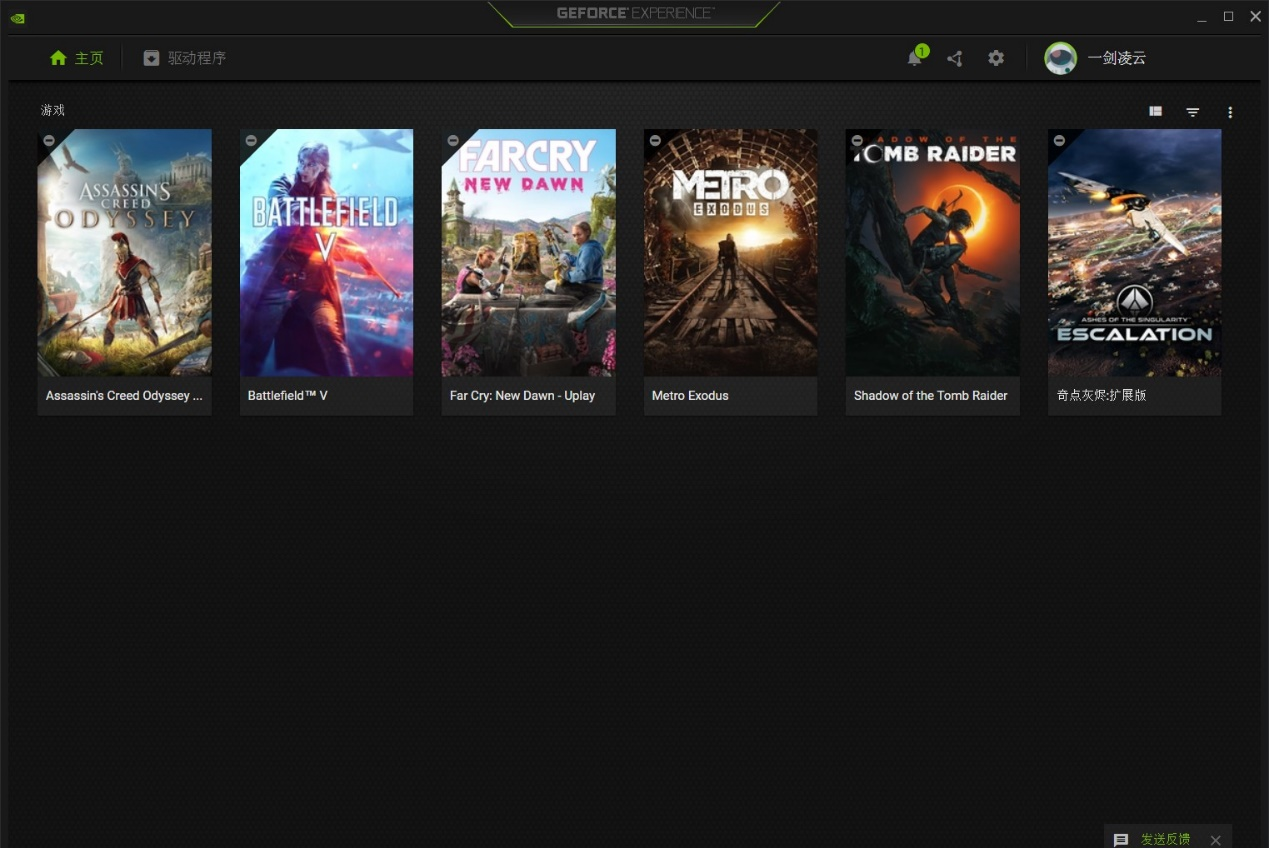 GEFORCE EXPERIENCE
主页
驱动程序
1
一剑凌云
游戏
ASSASSIN'S
CREED
ODYSSEY
BATTLEFIELD
V
FARCRY
NEW DAWN
METRO
EXODUS
SHADOW OF THE
TOMB RAIDER
ASHES OF THE SINGULARITY
ESCALATION
Assassin's Creed Odyssey ...
Battlefield™ V
Far Cry: New Dawn - Uplay
Metro Exodus
Shadow of the Tomb Raider
奇点灰烬:扩展版
发送反馈